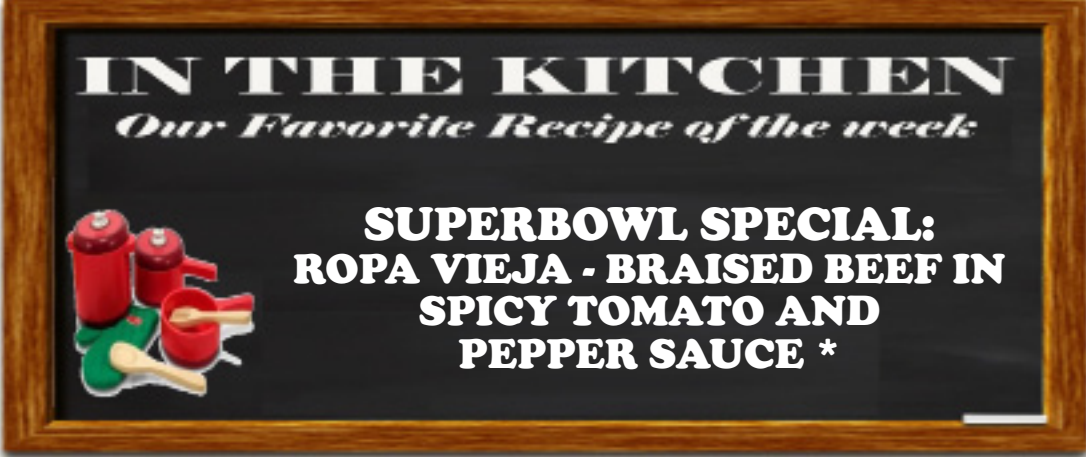 IN THE KITCHEN
Our Favorite Recipe of the week
SUPERBOWL SPECIAL:
ROPA VIEJA - BRAISED BEEF IN
SPICY TOMATO AND
PEPPER SAUCE *